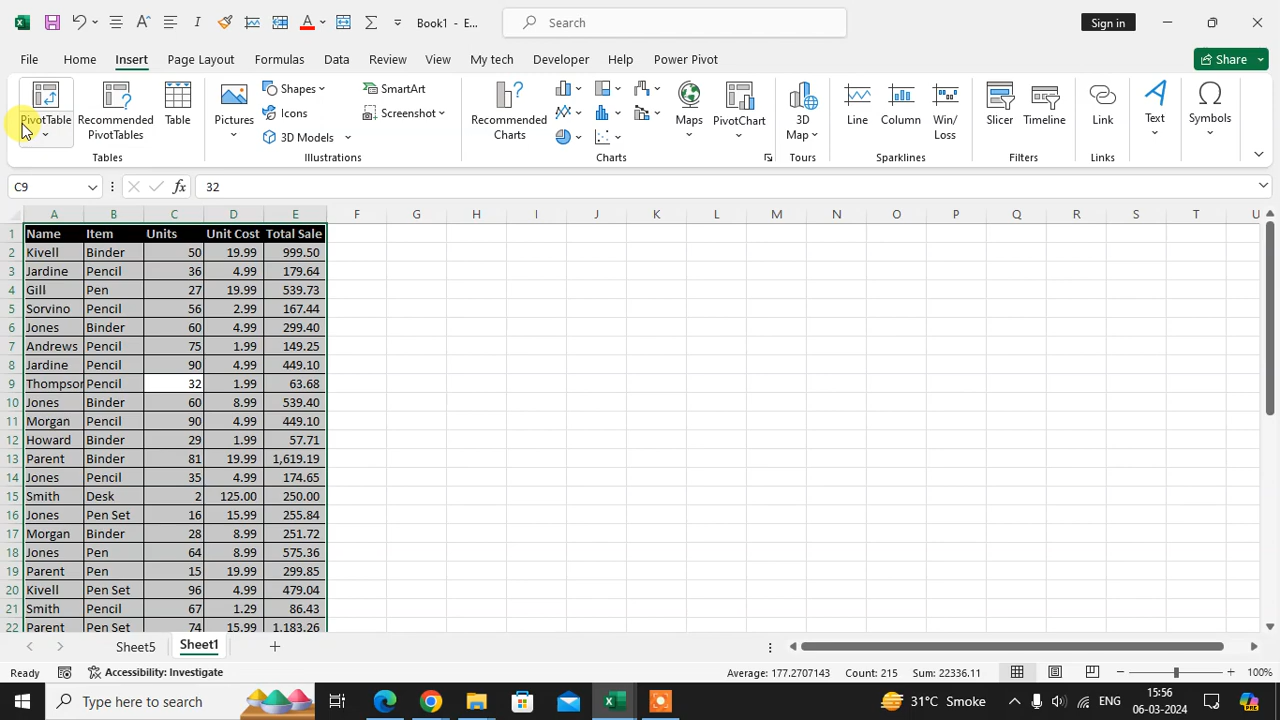 Book1 - E...
Search
Sign in
File Home Insert Page Layout Formulas Data Review View My tech Developer Help Power Pivot
Share
PivotTable
Recommended PivotTables
Table
Tables
Pictures
Shapes
Icons
3D Models
SmartArt
Screenshot
Illustrations
Recommended Charts
Maps
PivotChart
Charts
3D Map
Tours
Line
Column
Win/Loss
Sparklines
Slicer
Timeline
Filters
Link
Links
Text
Symbols
C9 fx 32
A B C D E F G H I J K L M N O P Q R S T U
1 Name Item Units Unit Cost Total Sale
2 Kivell Binder 50 19.99 999.50
3 Jardine Pencil 36 4.99 179.64
4 Gill Pen 27 19.99 539.73
5 Sorvino Pencil 56 2.99 167.44
6 Jones Binder 60 4.99 299.40
7 Andrews Pencil 75 1.99 149.25
8 Jardine Pencil 90 4.99 449.10
9 Thompson Pencil 32 1.99 63.68
10 Jones Binder 60 8.99 539.40
11 Morgan Pencil 90 4.99 449.10
12 Howard Binder 29 1.99 57.71
13 Parent Binder 81 19.99 1,619.19
14 Jones Pencil 35 4.99 174.65
15 Smith Desk 2 125.00 250.00
16 Jones Pen Set 16 15.99 255.84
17 Morgan Binder 28 8.99 251.72
18 Jones Pen 64 8.99 575.36
19 Parent Pen 15 19.99 299.85
20 Kivell Pen Set 96 4.99 479.04
21 Smith Pencil 67 1.29 86.43
22 Parent Pen Set 74 15.99 1,183.26
Sheet5 Sheet1
Ready Accessibility: Investigate Average: 177.2707143 Count: 215 Sum: 22336.11 100%
Type here to search 31°C Smoke ENG 15:56
06-03-2024